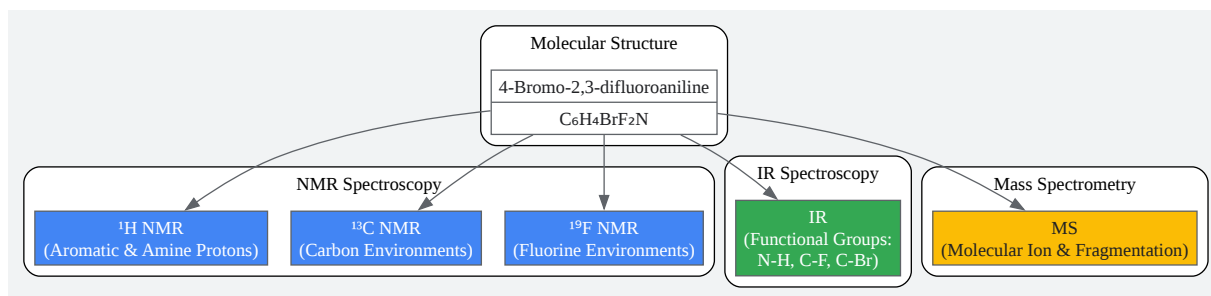 Molecular Structure
4-Bromo-2,3-difluoroaniline
C₆H₄BrF₂N
NMR Spectroscopy
¹H NMR
(Aromatic & Amine Protons)
¹³C NMR
(Carbon Environments)
¹⁹F NMR
(Fluorine Environments)
IR Spectroscopy
IR
(Functional Groups:
N-H, C-F, C-Br)
Mass Spectrometry
MS
(Molecular Ion & Fragmentation)